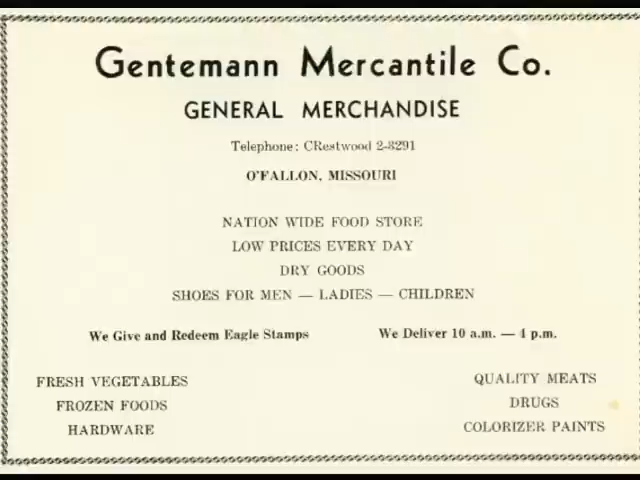 Gentemann Mercantile Co.
GENERAL MERCHANDISE
Telephone: CRestwood 2-3291
O'FALLON, MISSOURI
NATION WIDE FOOD STORE
LOW PRICES EVERY DAY
DRY GOODS
SHOES FOR MEN — LADIES — CHILDREN
We Give and Redeem Eagle Stamps We Deliver 10 a.m. — 4 p.m.
FRESH VEGETABLES QUALITY MEATS
FROZEN FOODS DRUGS
HARDWARE COLORIZER PAINTS